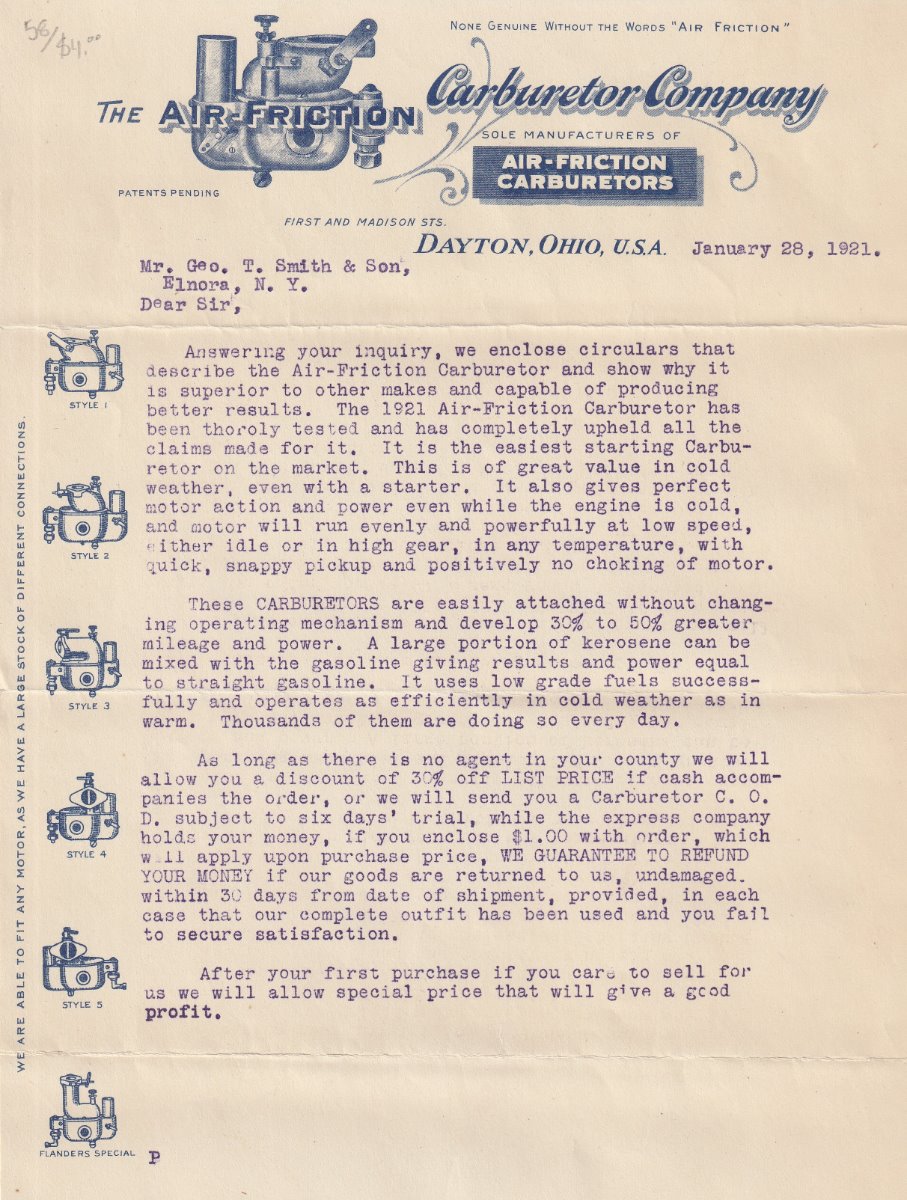 58/$4.00
NONE GENUINE WITHOUT THE WORDS "AIR FRICTION"
THE AIR-FRICTION Carburetor Company
SOLE MANUFACTURERS OF
AIR-FRICTION
CARBURETORS
PATENTS PENDING
FIRST AND MADISON STS.
DAYTON, OHIO, U.S.A. January 28, 1921.
Mr. Geo. T. Smith & Son,
Elnora, N. Y.
Dear Sir,
Answering your inquiry, we enclose circulars that
describe the Air-Friction Carburetor and show why it
is superior to other makes and capable of producing
better results. The 1921 Air-Friction Carburetor has
been thoroly tested and has completely upheld all the
claims made for it. It is the easiest starting Carbu-
retor on the market. This is of great value in cold
weather, even with a starter. It also gives perfect
motor action and power even while the engine is cold,
and motor will run evenly and powerfully at low speed,
either idle or in high gear, in any temperature, with
quick, snappy pickup and positively no choking of motor.
These CARBURETORS are easily attached without chang-
ing operating mechanism and develop 30% to 50% greater
mileage and power. A large portion of kerosene can be
mixed with the gasoline giving results and power equal
to straight gasoline. It uses low grade fuels success-
fully and operates as efficiently in cold weather as in
warm. Thousands of them are doing so every day.
As long as there is no agent in your county we will
allow you a discount of 30% off LIST PRICE if cash accom-
panies the order, or we will send you a Carburetor C. O.
D. subject to six days' trial, while the express company
holds your money, if you enclose $1.00 with order, which
will apply upon purchase price, WE GUARANTEE TO REFUND
YOUR MONEY if our goods are returned to us, undamaged.
within 30 days from date of shipment, provided, in each
case that our complete outfit has been used and you fail
to secure satisfaction.
After your first purchase if you care to sell for
us we will allow special price that will give a good
profit.
STYLE 1
STYLE 2
STYLE 3
STYLE 4
STYLE 5
FLANDERS SPECIAL
P
WE ARE ABLE TO FIT ANY MOTOR, AS WE HAVE A LARGE STOCK OF DIFFERENT CONNECTIONS.